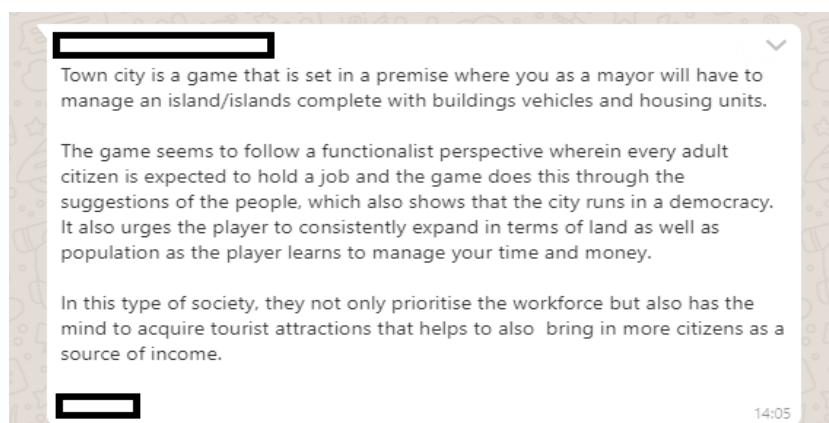 Town city is a game that is set in a premise where you as a mayor will have to
manage an island/islands complete with buildings vehicles and housing units.
The game seems to follow a functionalist perspective wherein every adult
citizen is expected to hold a job and the game does this through the
suggestions of the people, which also shows that the city runs in a democracy.
It also urges the player to consistently expand in terms of land as well as
population as the player learns to manage your time and money.
In this type of society, they not only prioritise the workforce but also has the
mind to acquire tourist attractions that helps to also  bring in more citizens as a
source of income.
14:05